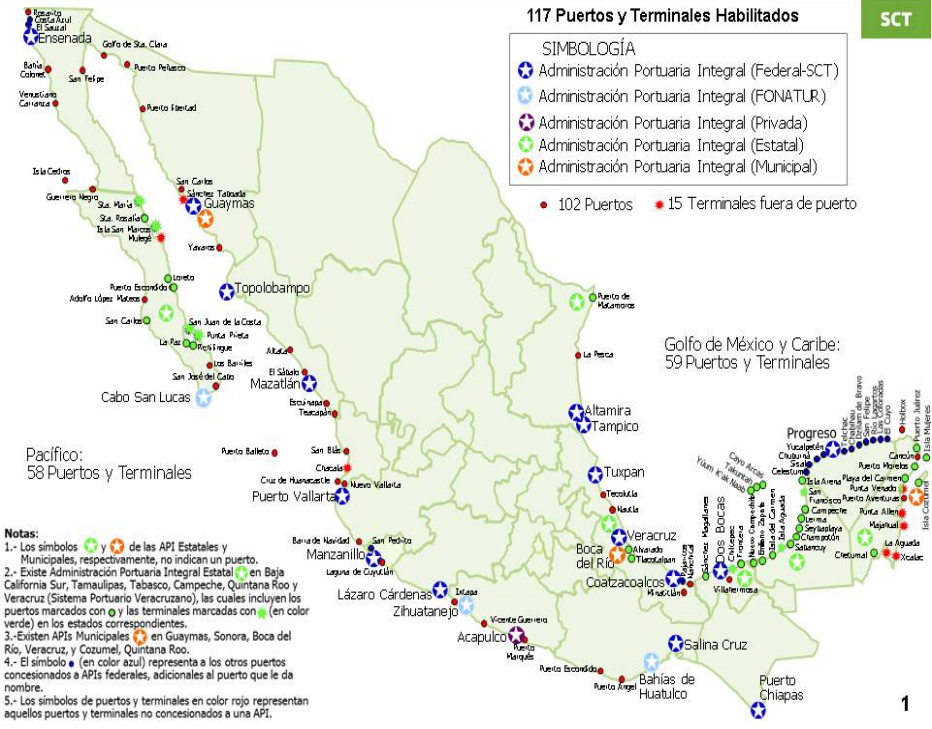 117 Puertos y Terminales Habilitados
SCT
SIMBOLOGÍA
Administración Portuaria Integral (Federal-SCT)
Administración Portuaria Integral (FONATUR)
Administración Portuaria Integral (Privada)
Administración Portuaria Integral (Estatal)
Administración Portuaria Integral (Municipal)
102 Puertos
15 Terminales fuera de puerto
Rosarito
Costa Azul
El Sauzal
Ensenada
Golfo de Sta. Clara
Bahía
Colonet
San Felipe
Puerto Peñasco
Venustiano
Carranza
Puerto Libertad
Isla Cedros
Guerrero Negro
San Carlos
Sánchez Taboada
Guaymas
Sta. María
Sta. Rosalía
Isla San Marcos
Mulegé
Yavaros
Loreto
Puerto Escondido
Topolobampo
Adolfo López Mateos
San Carlos
San Juan de la Costa
Punta Prieta
La Paz
Pichilingue
Los Barriles
San José del Cabo
Cabo San Lucas
Altata
El Sábalo
Mazatlán
Escuinapa
Teacapán
Puerto Balleto
San Blas
Chacala
Cruz de Huanacaxtle
Nuevo Vallarta
Puerto Vallarta
Pacífico:
58 Puertos y Terminales
Barra de Navidad
San Pedrito
Manzanillo
Laguna de Cuyutlán
Lázaro Cárdenas
Ixtapa
Zihuatanejo
Vicente Guerrero
Acapulco
Puerto
Marqués
Puerto Escondido
Puerto Angel
Bahías de
Huatulco
Salina Cruz
Puerto
Chiapas
Puerto de
Matamoros
La Pesca
Altamira
Tampico
Tuxpan
Tecolutla
Nautla
Veracruz
Boca
del Río
Alvarado
Tlacotalpan
Coatzacoalcos
Minatitlán
Pajaritos
Nanchital
Sánchez Magallanes
Dos Bocas
Chiltepec
Frontera
Villahermosa
Nuevo Campechito
Emiliano Zapata
Isla del Carmen
Isla Aguada
Sabancuy
Champotón
Seybaplaya
Lerma
Campeche
San
Francisco
Isla Arena
Cayo Arcas
Takuntah
Yúum K'ak Náab
Golfo de México y Caribe:
59 Puertos y Terminales
Progreso
Yucalpetén
Chuburná
Sisal
Celestún
Telchac
Chabihau
Dzilam de Bravo
San Felipe
Río Lagartos
Las Coloradas
El Cuyo
Holbox
Puerto Juárez
Isla Mujeres
Cancún
Puerto Morelos
Playa del Carmen
Punta Venado
Puerto Aventuras
Isla Cozumel
Punta Allen
Majahual
La Aguada
Chetumal
Xcalac
Notas:
1.- Los símbolos y de las API Estatales y
Municipales, respectivamente, no indican un puerto.
2.- Existe Administración Portuaria Integral Estatal en Baja
California Sur, Tamaulipas, Tabasco, Campeche, Quintana Roo y
Veracruz (Sistema Portuario Veracruzano), las cuales incluyen los
puertos marcados con y las terminales marcadas con (en color
verde) en los estados correspondientes.
3.-Existen APIs Municipales en Guaymas, Sonora, Boca del
río, Veracruz, y Cozumel, Quintana Roo.
4.- El símbolo (en color azul) representa a los otros puertos
concesionados a APIs federales, adicionales al puerto que le da
nombre.
5.- Los símbolos de puertos y terminales en color rojo representan
aquellos puertos y terminales no concesionados a una API.
1